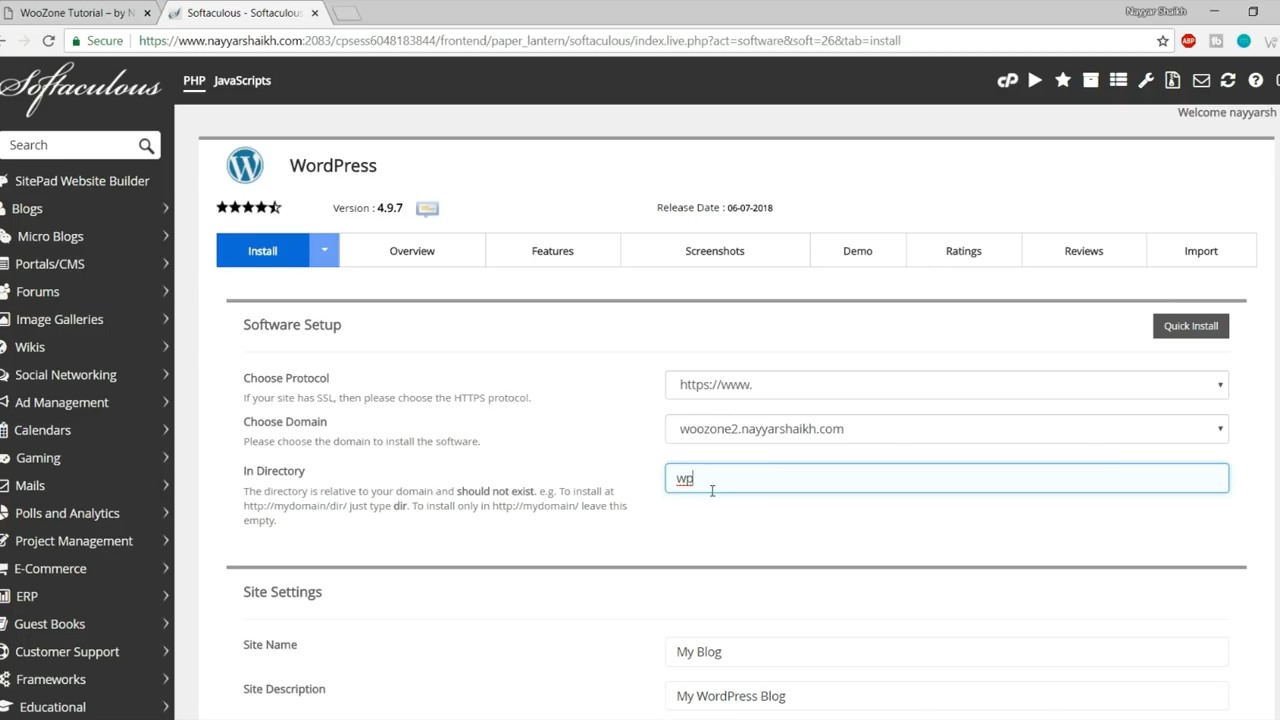 WooZone Tutorial – by N
Softaculous - Softaculous
Nayyar Shaikh
Secure https://www.nayyarshaikh.com:2083/cpsess6048183844/frontend/paper_lantern/softaculous/index.live.php?act=software&soft=26&tab=install
ABP
Softaculous
PHP JavaScripts
cP
Welcome nayyarsh
Search
SitePad Website Builder
Blogs
Micro Blogs
Portals/CMS
Forums
Image Galleries
Wikis
Social Networking
Ad Management
Calendars
Gaming
Mails
Polls and Analytics
Project Management
E-Commerce
ERP
Guest Books
Customer Support
Frameworks
Educational
WordPress
Version : 4.9.7
Release Date : 06-07-2018
Install Overview Features Screenshots Demo Ratings Reviews Import
Software Setup
Quick Install
Choose Protocol
If your site has SSL, then please choose the HTTPS protocol.
https://www.
Choose Domain
Please choose the domain to install the software.
woozone2.nayyarshaikh.com
In Directory
The directory is relative to your domain and should not exist. e.g. To install at
http://mydomain/dir/ just type dir. To install only in http://mydomain/ leave this
empty.
wp
Site Settings
Site Name
My Blog
Site Description
My WordPress Blog